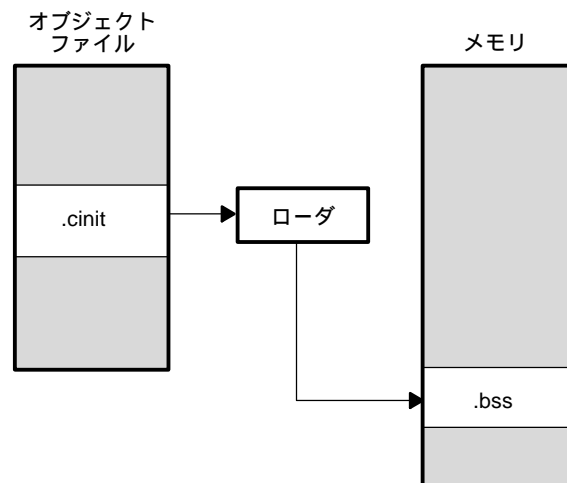 オブジェクト
ファイル
メモリ
.cinit
ローダ
.bss